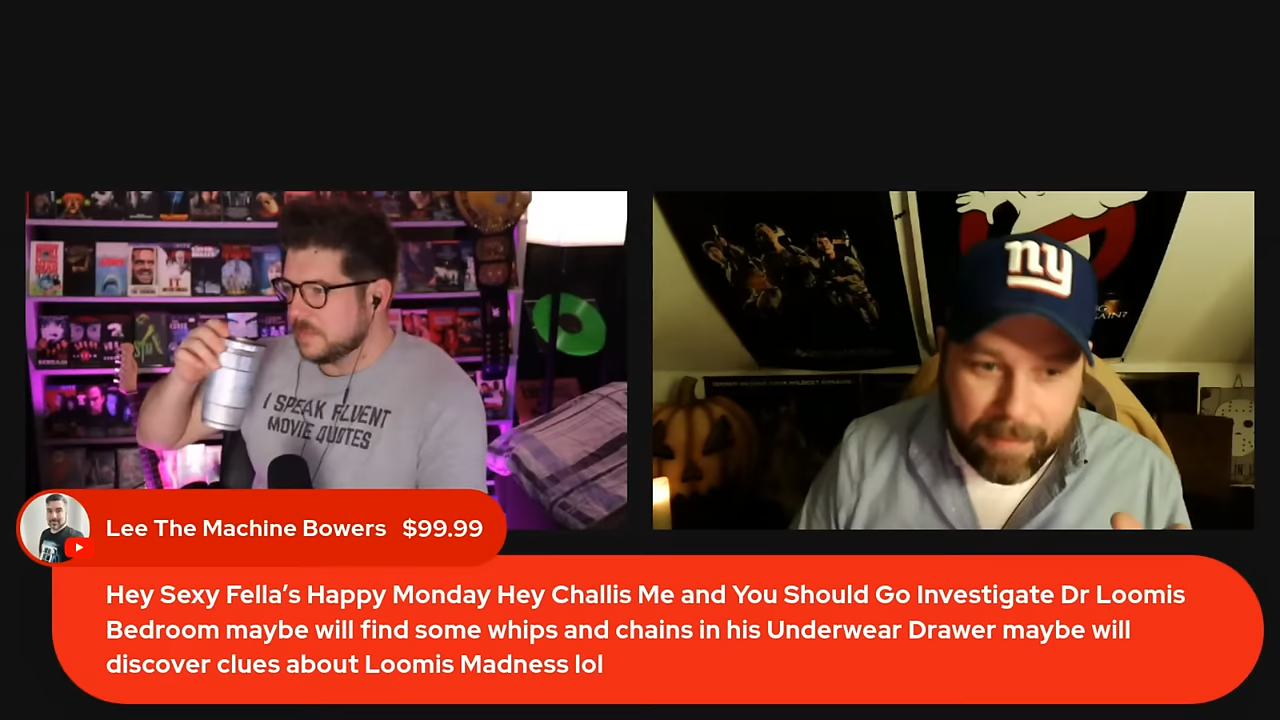 ny
I SPEAK FLUENT
MOVIE QUOTES
IT
Lee The Machine Bowers $99.99
Hey Sexy Fella’s Happy Monday Hey Challis Me and You Should Go Investigate Dr Loomis
Bedroom maybe will find some whips and chains in his Underwear Drawer maybe will
discover clues about Loomis Madness lol